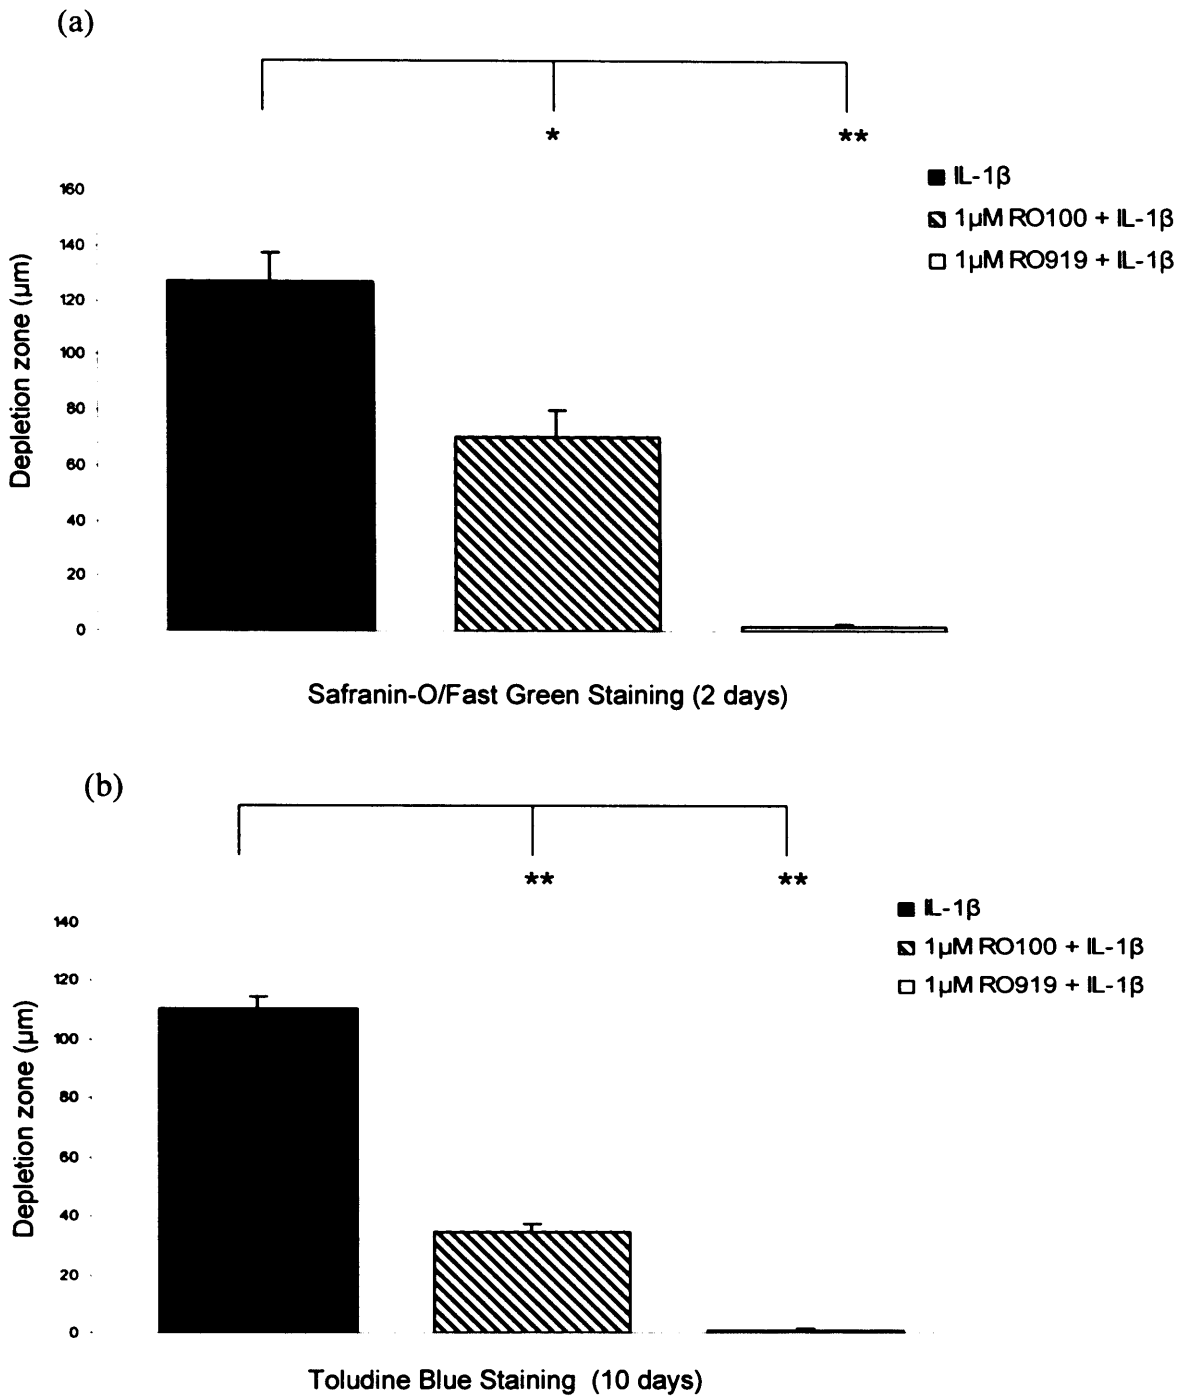 (a)
* **
160
140
120
100
80
60
40
20
0
Depletion zone (µm)
IL-1β
1µM RO100 + IL-1β
1µM RO919 + IL-1β
Safranin-O/Fast Green Staining (2 days)
(b)
** **
140
120
100
80
60
40
20
0
Depletion zone (µm)
IL-1β
1µM RO100 + IL-1β
1µM RO919 + IL-1β
Toludine Blue Staining (10 days)